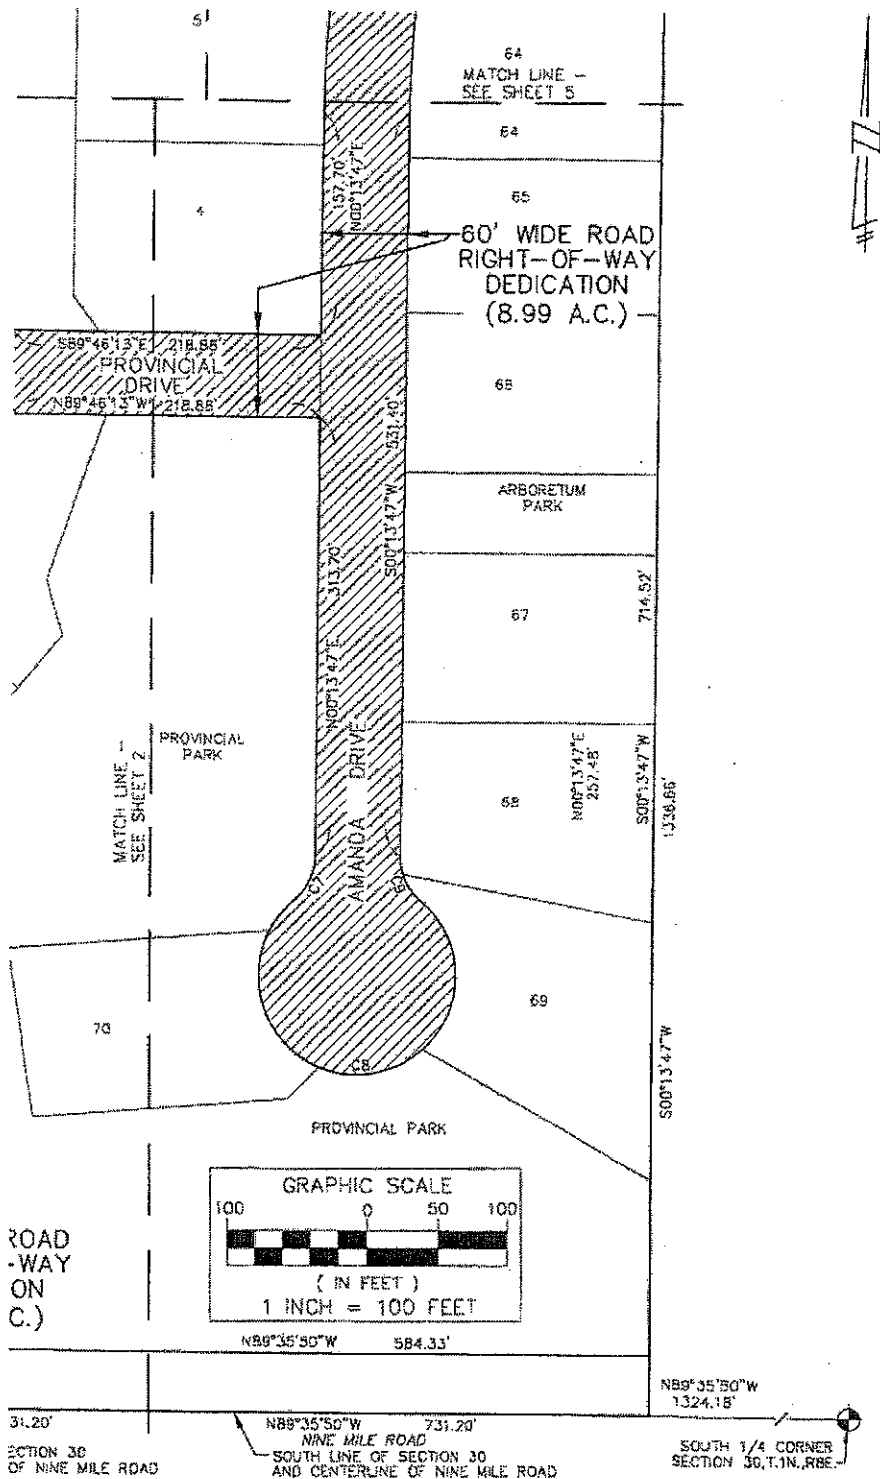 5
64
MATCH LINE -
SEE SHEET 5
64
157.70'
N00°13'47"E
65
4
60' WIDE ROAD
RIGHT-OF-WAY
DEDICATION
(8.99 A.C.)
S89°46'13"E 218.88'
PROVINCIAL
DRIVE
N89°46'13"W 218.88'
66
531.40'
S00°13'47"W
ARBORETUM
PARK
313.70'
N00°13'47"E
67
714.52'
S00°13'47"W
PROVINCIAL
PARK
MATCH LINE -
SEE SHEET 2
AMANDA DRIVE
68
N00°13'47"E
257.48'
1336.66'
S00°13'47"W
C7
C9
70
69
C8
PROVINCIAL PARK
GRAPHIC SCALE
100 0 50 100
( IN FEET )
1 INCH = 100 FEET
ROAD
-WAY
ON
C.)
N89°35'50"W 584.33'
N89°35'50"W
1324.18'
31.20'
N89°35'50"W 731.20'
NINE MILE ROAD
SECTION 30
OF NINE MILE ROAD
SOUTH LINE OF SECTION 30
AND CENTERLINE OF NINE MILE ROAD
SOUTH 1/4 CORNER
SECTION 30,T.1N.,R8E.